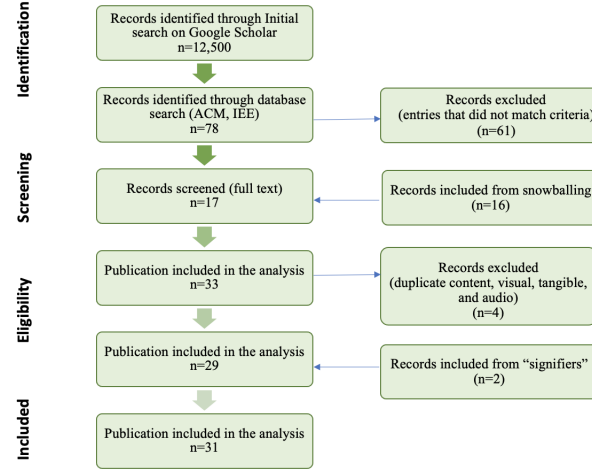 Identification
Records identified through Initial
search on Google Scholar
n=12,500
Records identified through database
search (ACM, IEE)
n=78
Records excluded
(entries that did not match criteria)
(n=61)
Screening
Records screened (full text)
n=17
Records included from snowballing
(n=16)
Eligibility
Publication included in the analysis
n=33
Records excluded
(duplicate content, visual, tangible,
and audio)
(n=4)
Publication included in the analysis
n=29
Records included from “signifiers”
(n=2)
Included
Publication included in the analysis
n=31